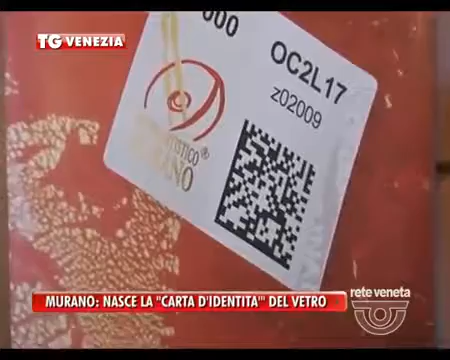 TG VENEZIA
000
OC2L17
z02009
MURANO: NASCE LA "CARTA D'IDENTITA'" DEL VETRO
rete veneta